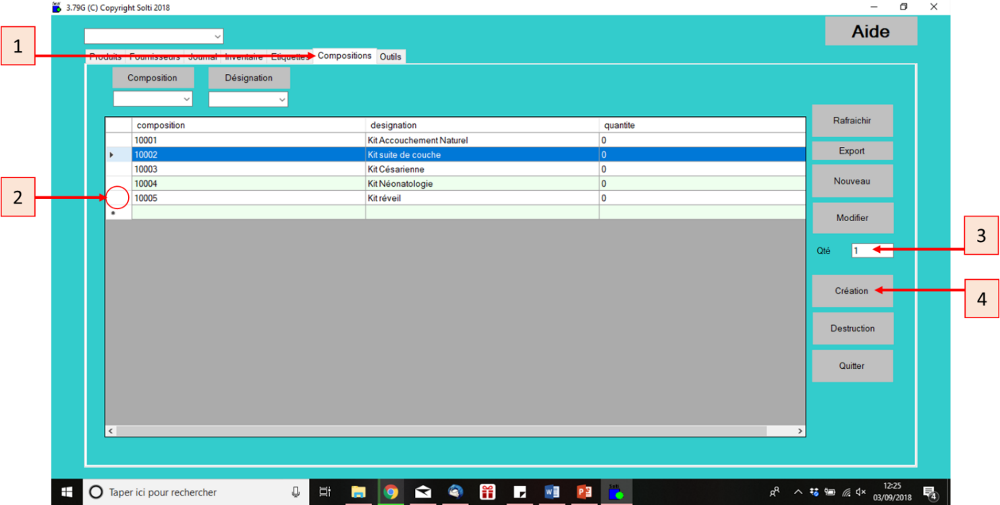 3.79G (C) Copyright Solti 2018
Aide
1
Produits Fournisseurs Journal Inventaire Etiquettes Compositions Outils
Composition Désignation
composition designation quantite
10001 Kit Accouchement Naturel 0
10002 Kit suite de couche 0
10003 Kit Césarienne 0
10004 Kit Néonatologie 0
10005 Kit réveil 0
2
Rafraichir
Export
Nouveau
Modifier
Qté 1
3
Création
4
Destruction
Quitter
Taper ici pour rechercher
12:25
03/09/2018
4